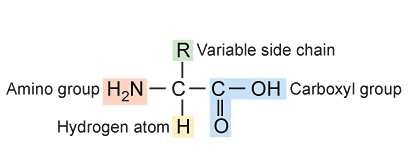 R Variable side chain
Amino group H₂N – C – C – OH Carboxyl group
Hydrogen atom H O